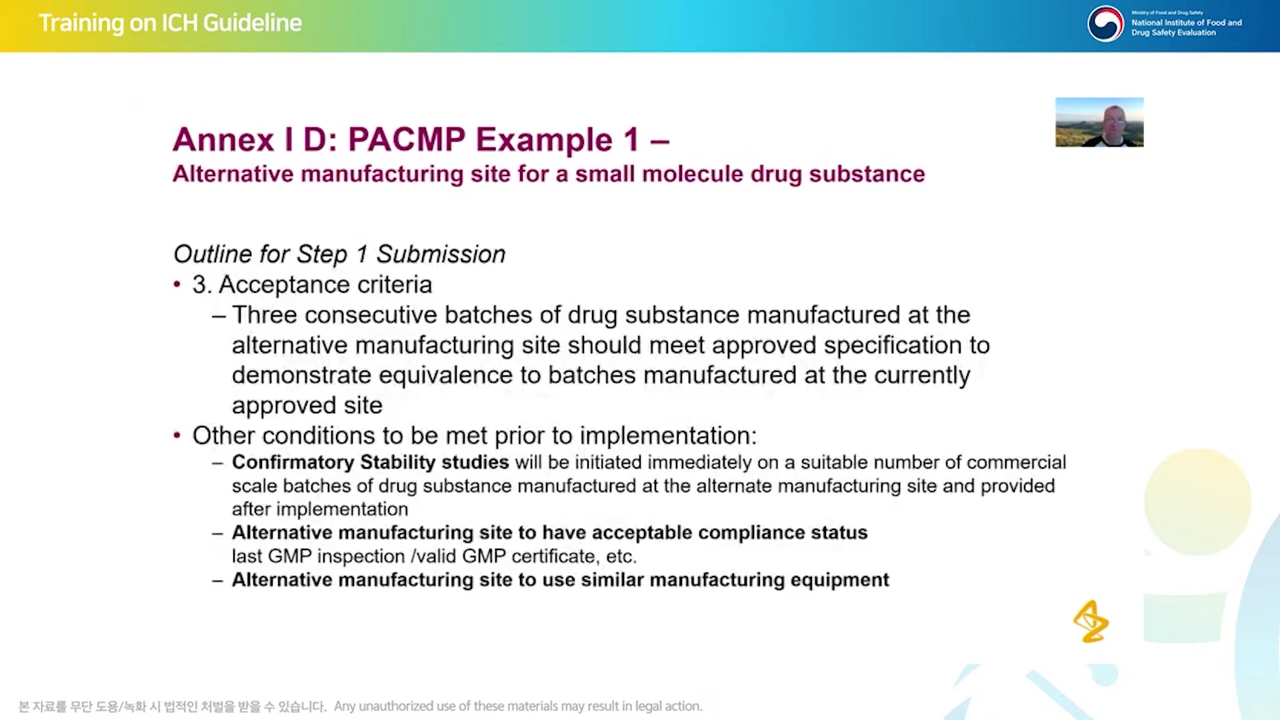 Training on ICH Guideline
Ministry of Food and Drug Safety
National Institute of Food and
Drug Safety Evaluation
Annex I D: PACMP Example 1 –
Alternative manufacturing site for a small molecule drug substance
Outline for Step 1 Submission
• 3. Acceptance criteria
– Three consecutive batches of drug substance manufactured at the
alternative manufacturing site should meet approved specification to
demonstrate equivalence to batches manufactured at the currently
approved site
• Other conditions to be met prior to implementation:
– Confirmatory Stability studies will be initiated immediately on a suitable number of commercial
scale batches of drug substance manufactured at the alternate manufacturing site and provided
after implementation
– Alternative manufacturing site to have acceptable compliance status
last GMP inspection /valid GMP certificate, etc.
– Alternative manufacturing site to use similar manufacturing equipment
본 자료를 무단 도용/녹화 시 법적인 처벌을 받을 수 있습니다. Any unauthorized use of these materials may result in legal action.